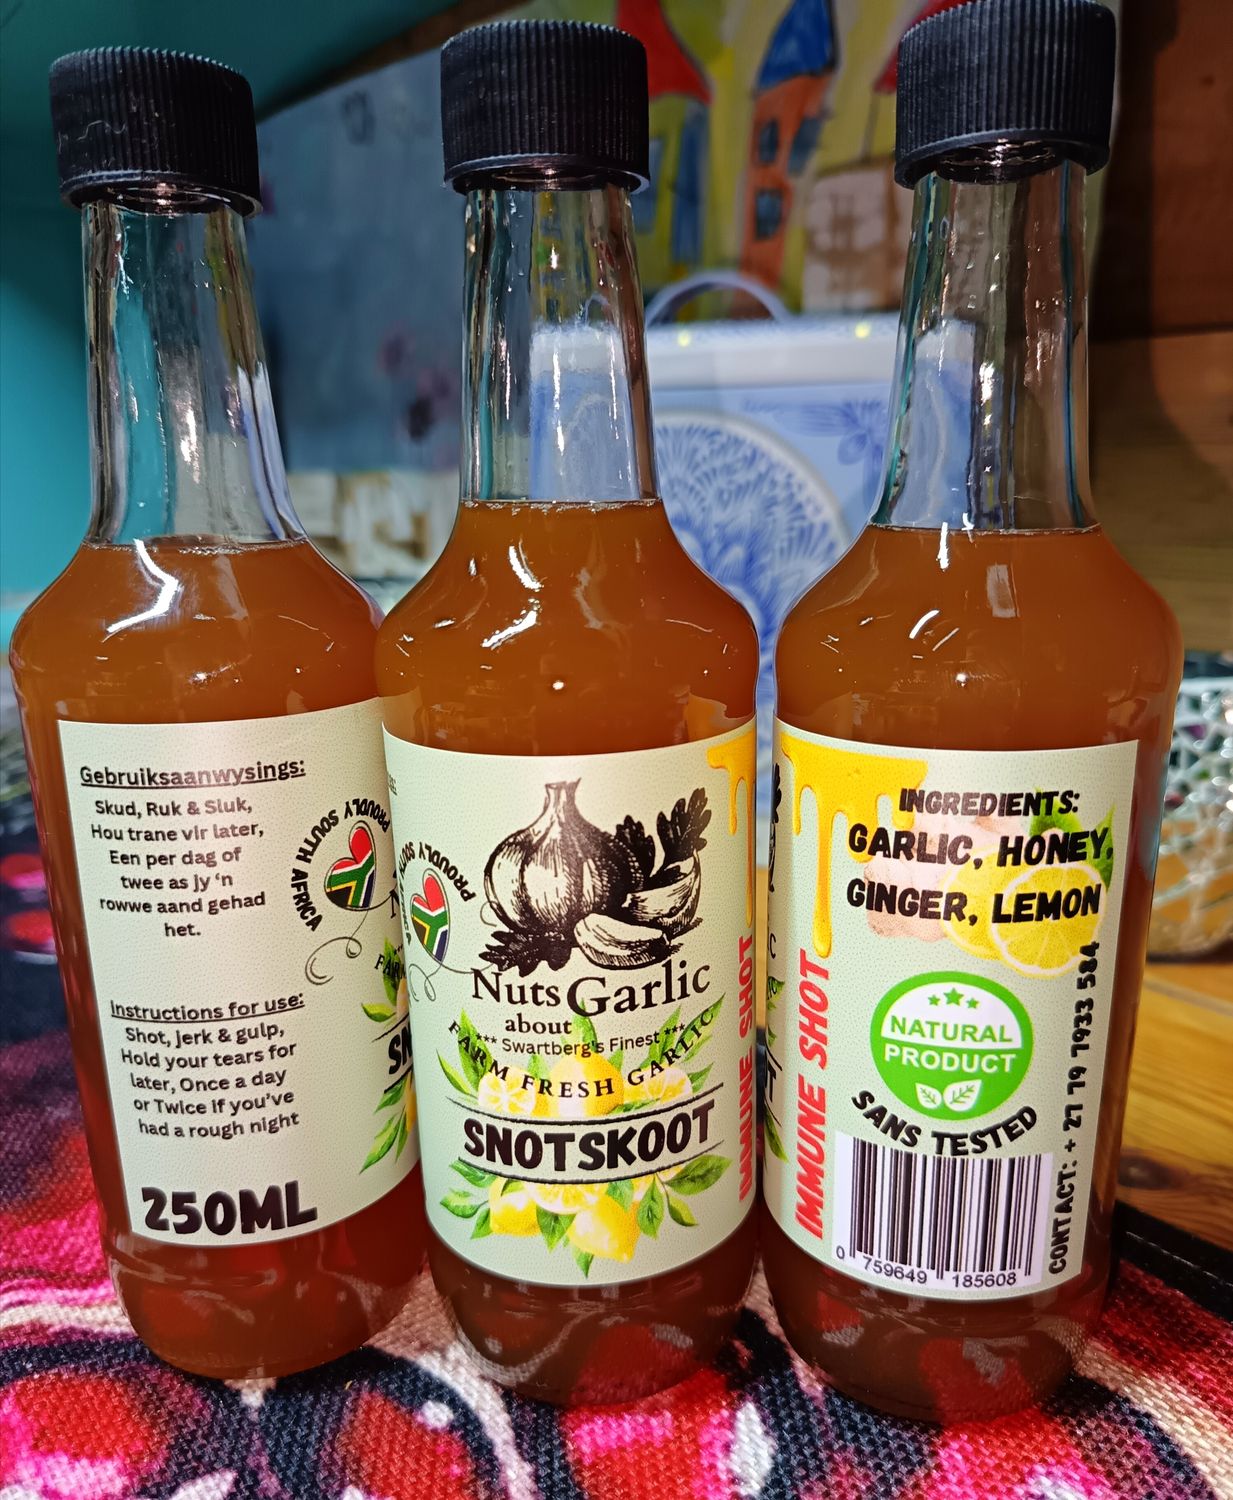 Gebruiksaanwysings:
Skud, Ruk & Sluk,
Hou trane vir later,
Een per dag of
twee as jy 'n
rowwe aand gehad
het.
Instructions for use:
Shot, jerk & gulp,
Hold your tears for
later, Once a day
or Twice if you've
had a rough night
250ML
PROUDLY SOUTH AFRICA
Nuts
about
Garlic
*** Swartberg's Finest ***
FARM FRESH GARLIC
SNOTSKOOT
IMMUNE SHOT
IMMUNE SHOT
INGREDIENTS:
GARLIC, HONEY,
GINGER, LEMON
NATURAL
PRODUCT
SANS TESTED
0 759649 185608
CONTACT: + 27 79 7933 584